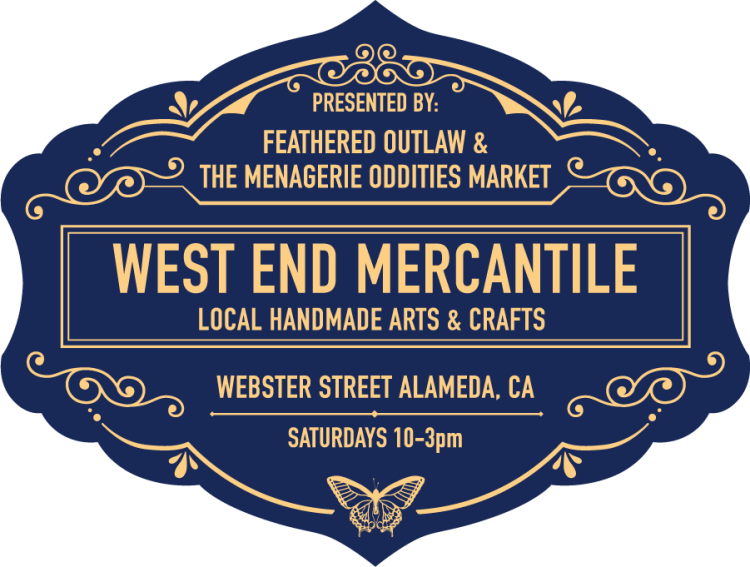 PRESENTED BY:
FEATHERED OUTLAW &
THE MENAGERIE ODDITIES MARKET
WEST END MERCANTILE
LOCAL HANDMADE ARTS & CRAFTS
WEBSTER STREET ALAMEDA, CA
SATURDAYS 10-3pm